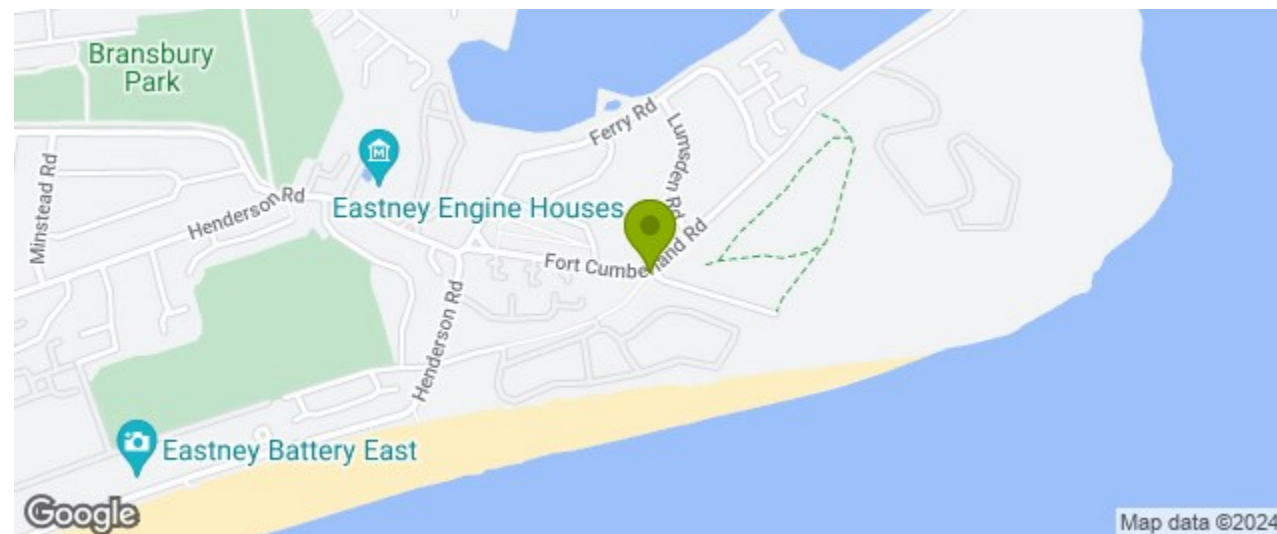 Bransbury
Park
Ferry Rd
Lumsden Rd
Minstead Rd
Henderson Rd
Eastney Engine Houses
Fort Cumberland Rd
Henderson Rd
Eastney Battery East
Google
Map data ©2024